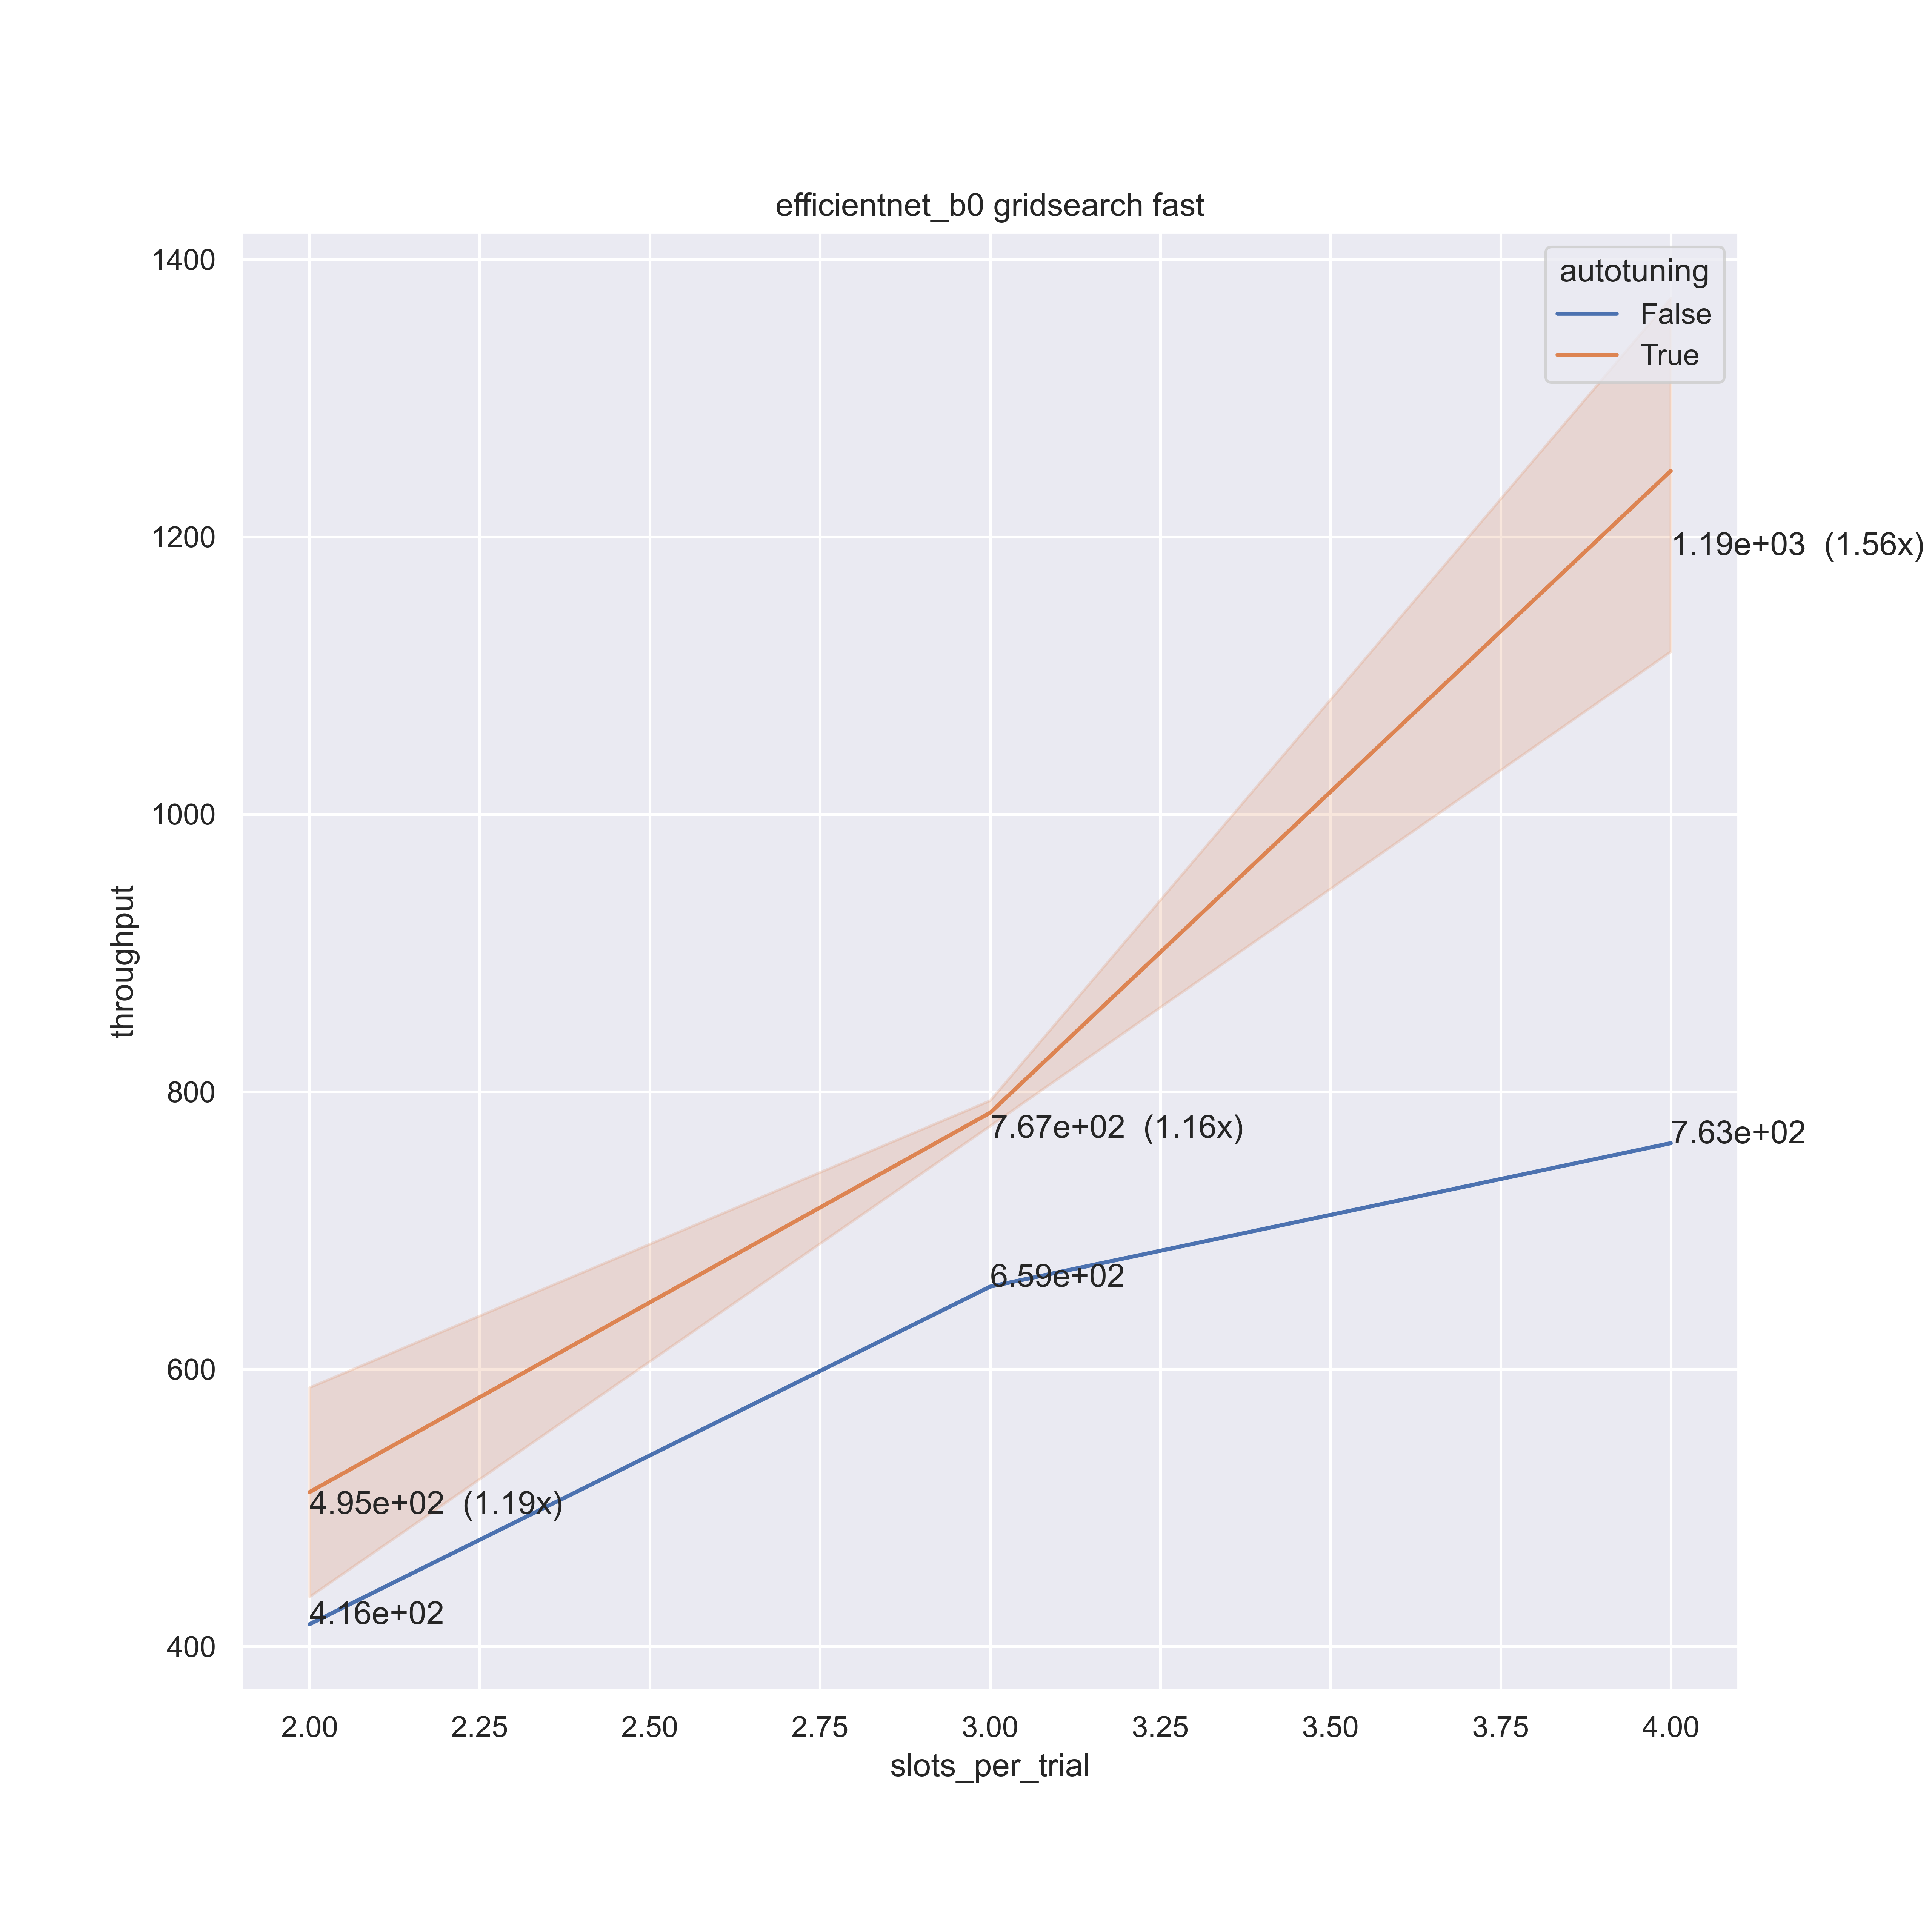 efficientnet_b0 gridsearch fast
1400
1200
1000
800
600
400
throughput
autotuning
False
True
1.19e+03 (1.56x)
7.67e+02 (1.16x)
7.63e+02
6.59e+02
4.95e+02 (1.19x)
4.16e+02
2.00 2.25 2.50 2.75 3.00 3.25 3.50 3.75 4.00
slots_per_trial